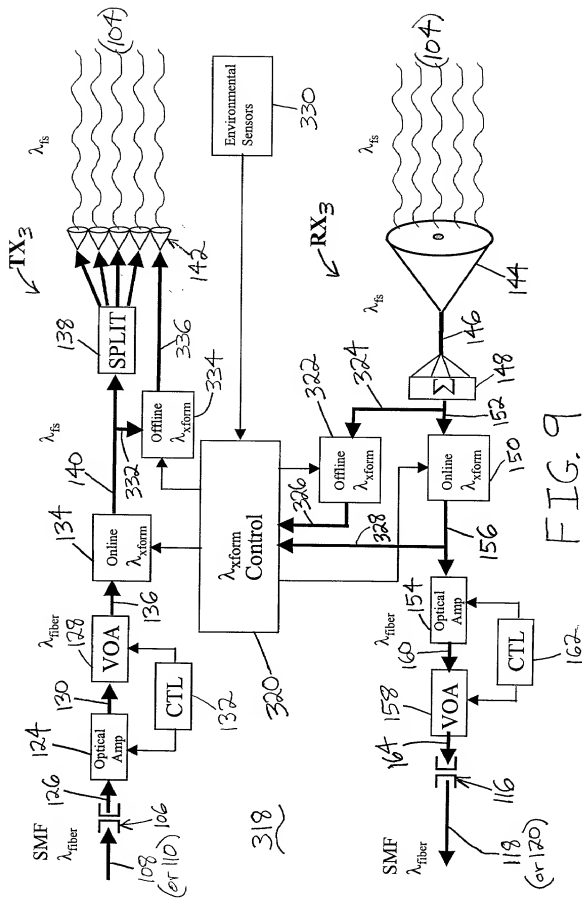 TX3
λfs
(104)
138
SPLIT
142
336
334
332
Offline
λxform
λfs
140
134
Online
λxform
136
λfiber
128
VOA
130
132
CTL
124
Optical
Amp
126
106
SMF
λfiber
108
(or 110)
Environmental
Sensors
330
λxform
Control
320
318
RX3
λfs
(104)
λfs
144
146
148
Σ
324
322
152
Offline
λxform
326
328
Online
λxform
150
156
154
Optical
Amp
λfiber
160
162
CTL
158
VOA
164
116
SMF
λfiber
118
(or 120)
FIG. 9